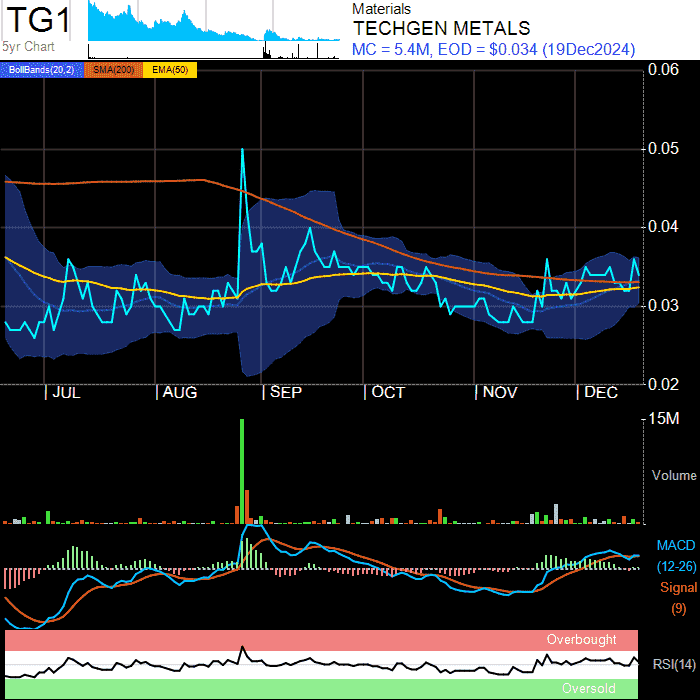 TG1
5yr Chart
Materials
TECHGEN METALS
MC = 5.4M, EOD = $0.034 (19Dec2024)
BollBands(20,2) SMA(200) EMA(50)
0.06
0.05
0.04
0.03
0.02
JUL AUG SEP OCT NOV DEC
15M
Volume
MACD
(12-26)
Signal
(9)
Overbought
RSI(14)
Oversold